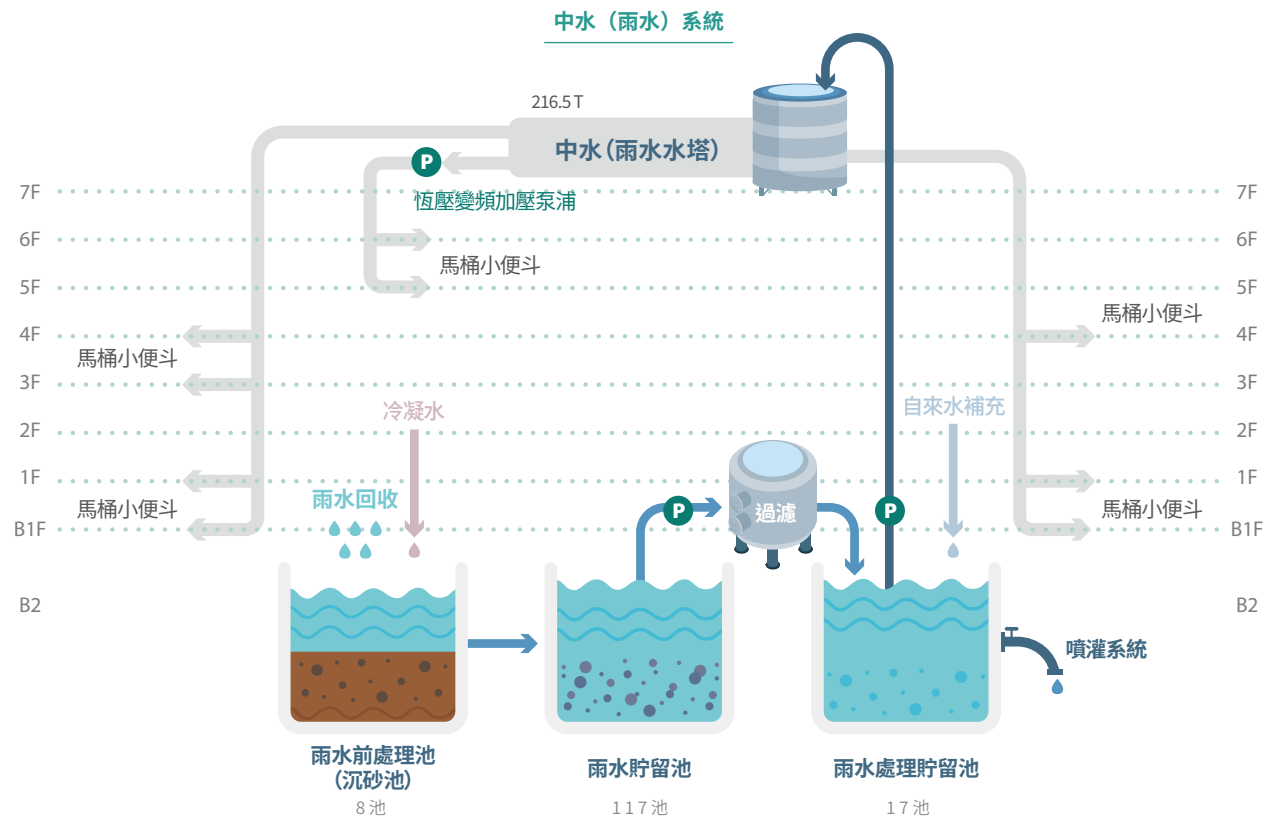 中水（雨水）系統
216.5 T
中水（雨水水塔）
P
恆壓變頻加壓泵浦
7F
7F
6F
6F
馬桶小便斗
5F
5F
馬桶小便斗
4F
4F
馬桶小便斗
3F
3F
冷凝水
自來水補充
2F
2F
1F
1F
雨水回收
馬桶小便斗
P
過濾
P
馬桶小便斗
B1F
B1F
B2
B2
噴灌系統
雨水前處理池
（沉砂池）
8池
雨水貯留池
117池
雨水處理貯留池
17池